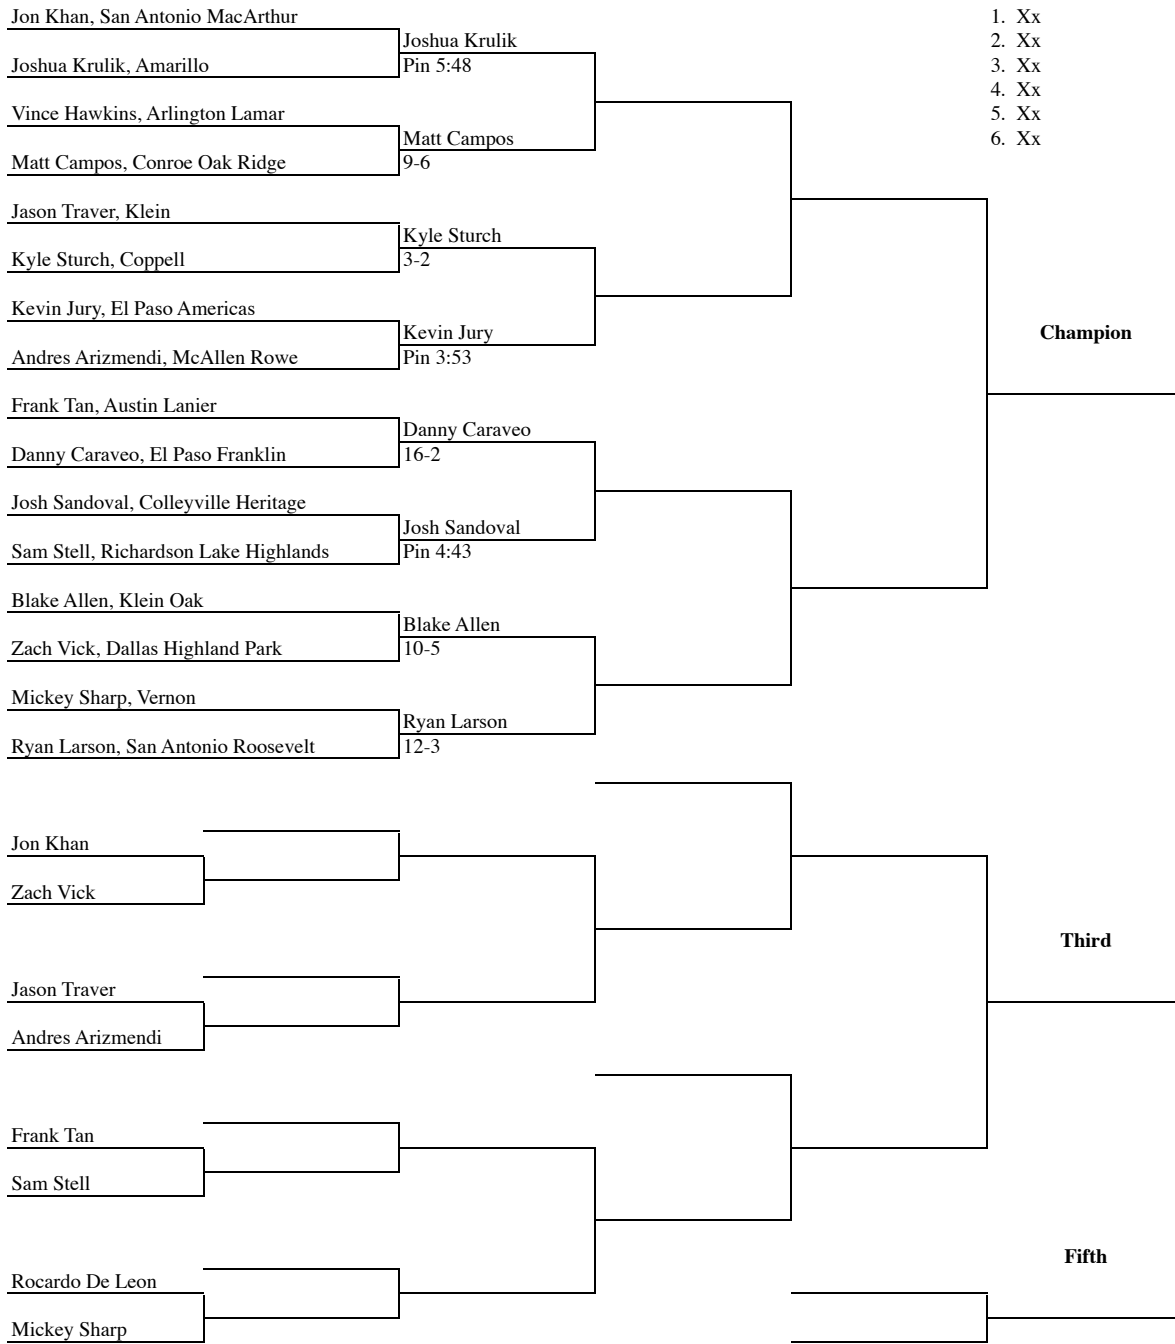 Jon Khan, San Antonio MacArthur
1. Xx
Joshua Krulik
2. Xx
Joshua Krulik, Amarillo
Pin 5:48
3. Xx
4. Xx
Vince Hawkins, Arlington Lamar
5. Xx
Matt Campos
6. Xx
Matt Campos, Conroe Oak Ridge
9-6
Jason Traver, Klein
Kyle Sturch
Kyle Sturch, Coppell
3-2
Kevin Jury, El Paso Americas
Kevin Jury
Champion
Andres Arizmendi, McAllen Rowe
Pin 3:53
Frank Tan, Austin Lanier
Danny Caraveo
Danny Caraveo, El Paso Franklin
16-2
Josh Sandoval, Colleyville Heritage
Josh Sandoval
Sam Stell, Richardson Lake Highlands
Pin 4:43
Blake Allen, Klein Oak
Blake Allen
Zach Vick, Dallas Highland Park
10-5
Mickey Sharp, Vernon
Ryan Larson
Ryan Larson, San Antonio Roosevelt
12-3
Jon Khan
Zach Vick
Third
Jason Traver
Andres Arizmendi
Frank Tan
Sam Stell
Fifth
Rocardo De Leon
Mickey Sharp